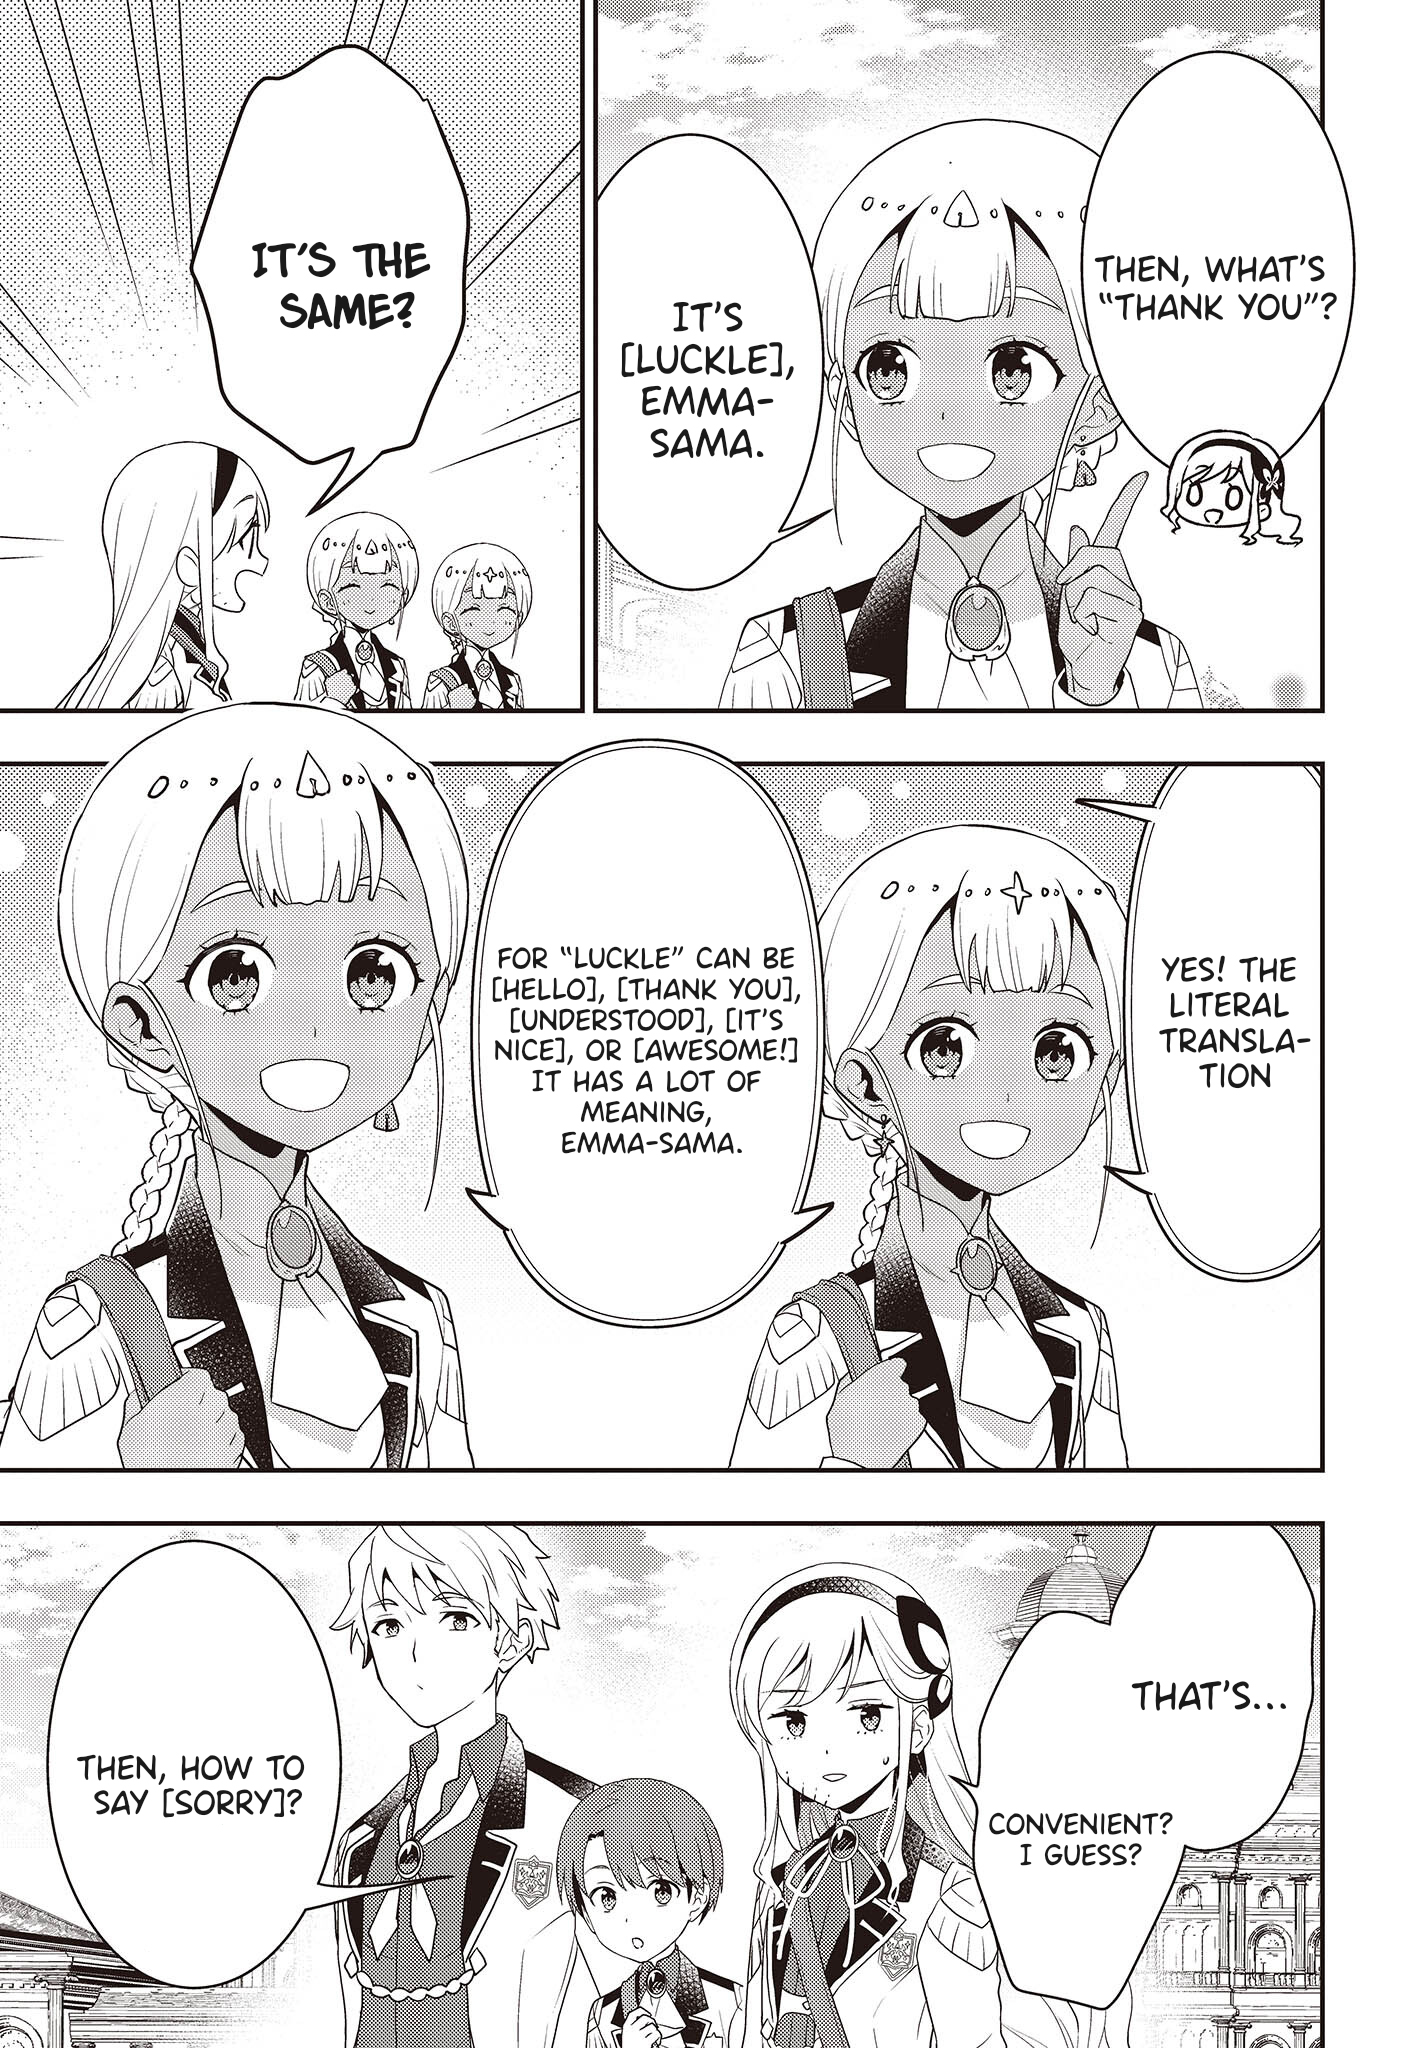 THEN, WHAT'S
"THANK YOU"?
IT'S
[LUCKLE],
EMMA-
SAMA.
IT'S THE
SAME?
YES! THE
LITERAL
TRANSLA-
TION
FOR "LUCKLE" CAN BE
[HELLO], [THANK YOU],
[UNDERSTOOD], [IT'S
NICE], OR [AWESOME!]
IT HAS A LOT OF
MEANING,
EMMA-SAMA.
THAT'S...
CONVENIENT?
I GUESS?
THEN, HOW TO
SAY [SORRY]?